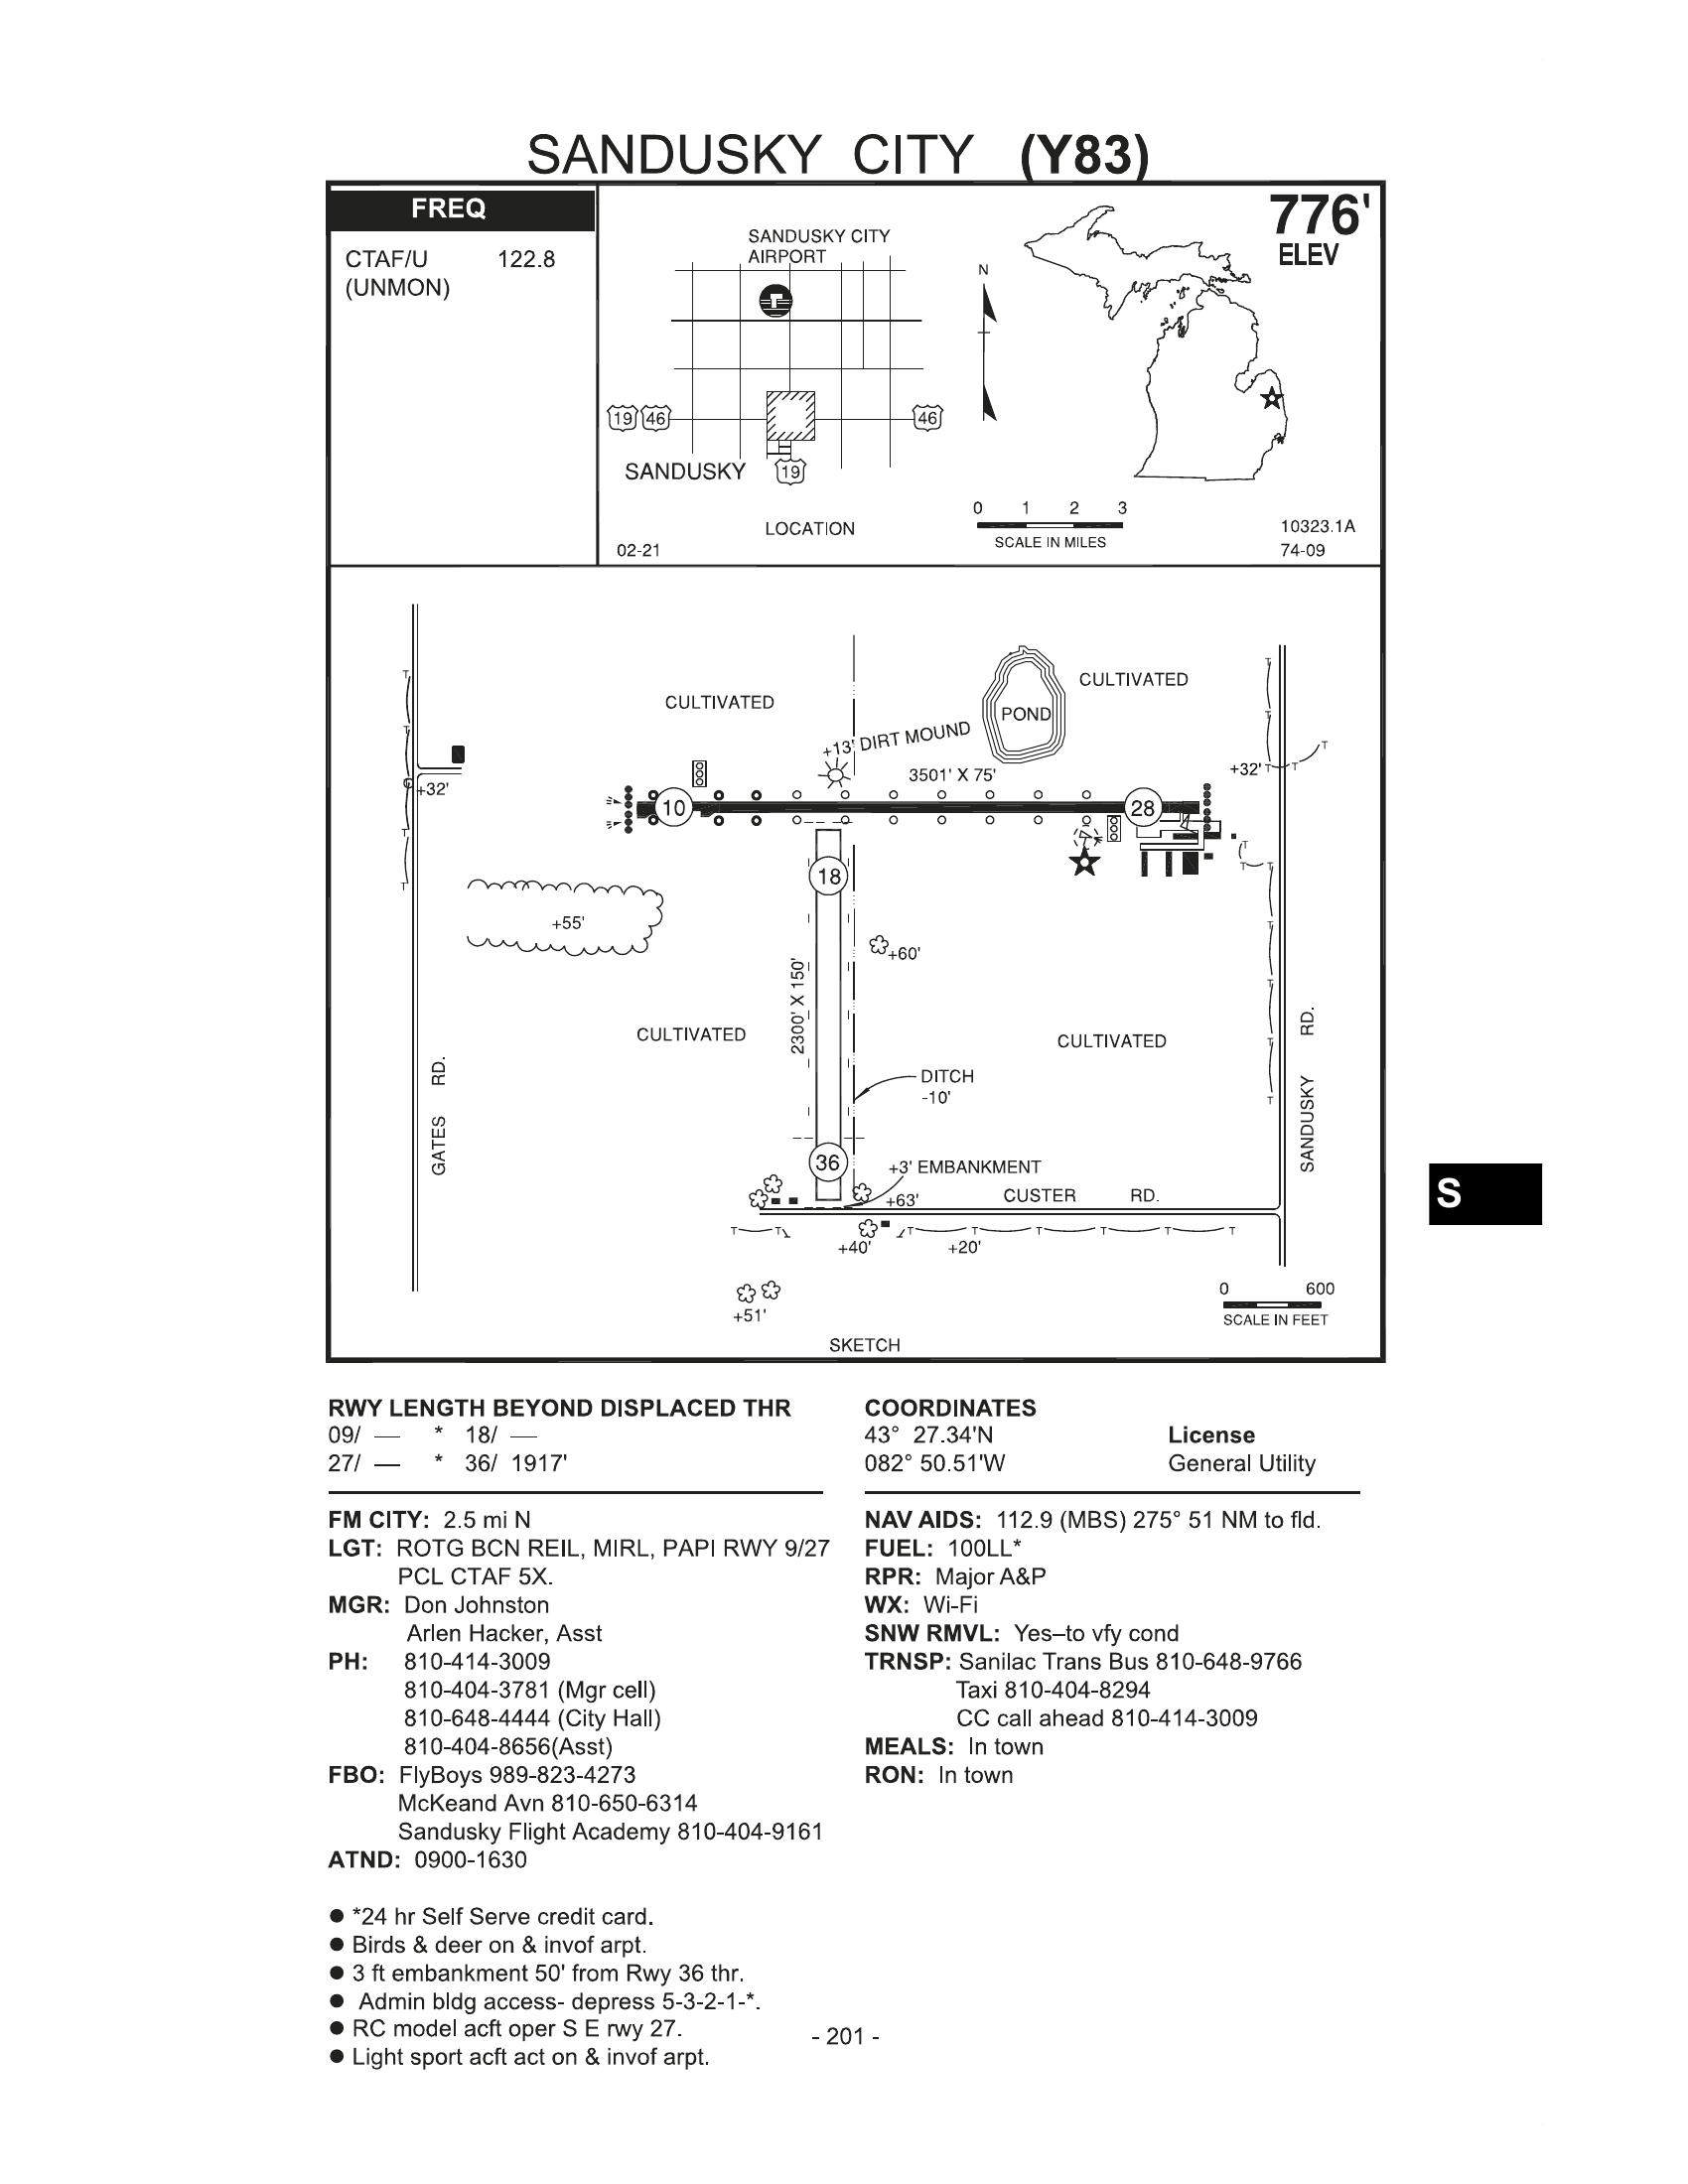 SANDUSKY CITY (Y83)
FREQ
CTAF/U 122.8
(UNMON)
SANDUSKY CITY
AIRPORT
N
776'
ELEV
19 46
46
SANDUSKY 19
0 1 2 3
SCALE IN MILES
LOCATION
02-21
10323.1A
74-09
CULTIVATED
CULTIVATED
POND
+13' DIRT MOUND
3501' X 75'
+32'
+32'
10
28
18
+55'
+60'
2300' X 150'
CULTIVATED
CULTIVATED
DITCH
-10'
GATES RD.
SANDUSKY RD.
36
+3' EMBANKMENT
+63'
CUSTER RD.
+40'
+20'
+51'
0 600
SCALE IN FEET
SKETCH
S
RWY LENGTH BEYOND DISPLACED THR
09/ — * 18/ —
27/ — * 36/ 1917'
COORDINATES
43° 27.34'N
082° 50.51'W
License
General Utility
FM CITY: 2.5 mi N
LGT: ROTG BCN REIL, MIRL, PAPI RWY 9/27
PCL CTAF 5X.
MGR: Don Johnston
Arlen Hacker, Asst
PH: 810-414-3009
810-404-3781 (Mgr cell)
810-648-4444 (City Hall)
810-404-8656(Asst)
FBO: FlyBoys 989-823-4273
McKeand Avn 810-650-6314
Sandusky Flight Academy 810-404-9161
ATND: 0900-1630
NAV AIDS: 112.9 (MBS) 275° 51 NM to fld.
FUEL: 100LL*
RPR: Major A&P
WX: Wi-Fi
SNW RMVL: Yes–to vfy cond
TRNSP: Sanilac Trans Bus 810-648-9766
Taxi 810-404-8294
CC call ahead 810-414-3009
MEALS: In town
RON: In town
● *24 hr Self Serve credit card.
● Birds & deer on & invof arpt.
● 3 ft embankment 50' from Rwy 36 thr.
● Admin bldg access- depress 5-3-2-1-*.
● RC model acft oper S E rwy 27.
● Light sport acft act on & invof arpt.
- 201 -